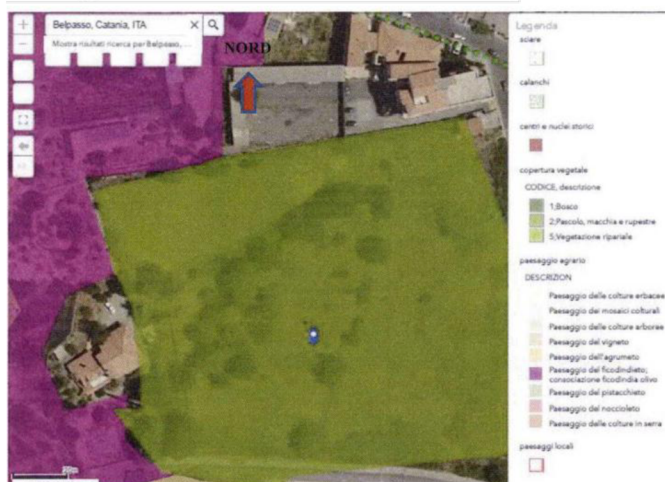 Belpasso, Catania, ITA
Mostra risultati ricerca per Belpasso, ...
NORD
20m
Legenda
sciare
calanchi
centri e nuclei storici
copertura vegetale
CODICE, descrizione
1;Bosco
2;Pascolo, macchia e rupestre
5;Vegetazione ripariale
paesaggio agrario
DESCRIZION
Paesaggio delle colture erbacee
Paesaggio dei mosaici colturali
Paesaggio delle colture arboree
Paesaggio del vigneto
Paesaggio dell'agrumeto
Paesaggio del ficodindieto;
consociazione ficodindia olivo
Paesaggio del pistacchieto
Paesaggio del noccioleto
Paesaggio delle colture in serra
paesaggi locali